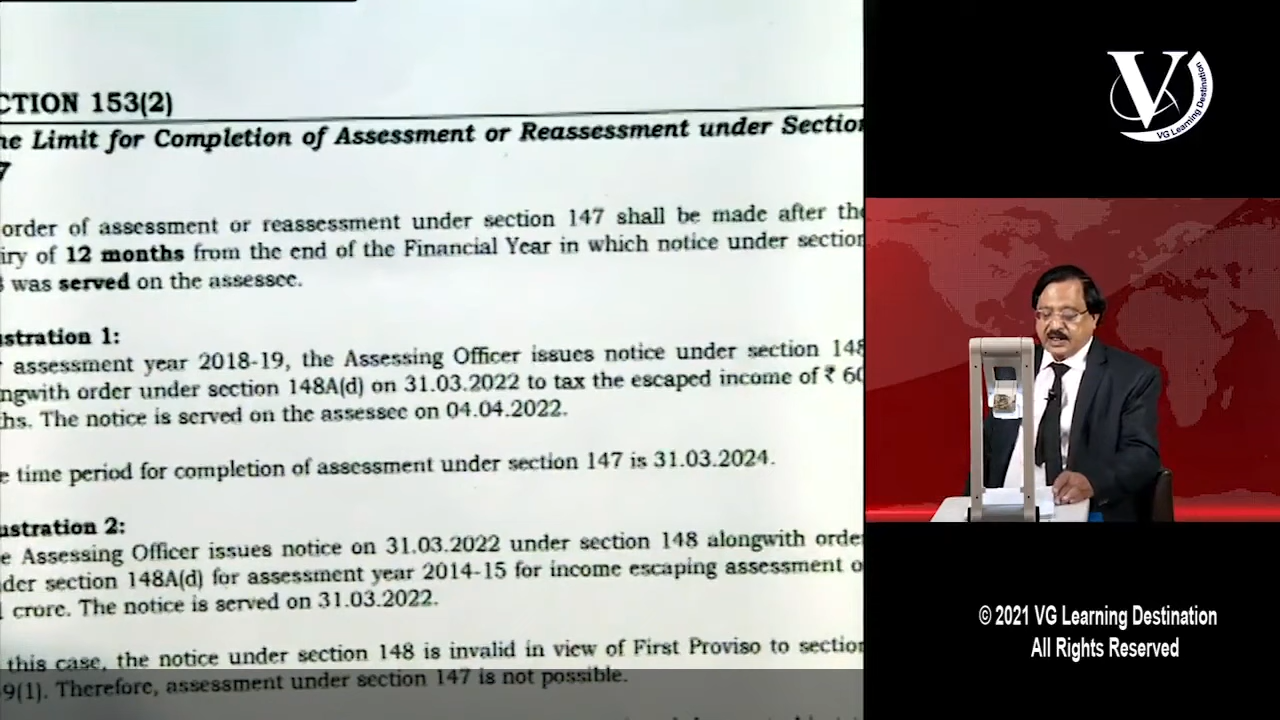 CTION 153(2)
ne Limit for Completion of Assessment or Reassessment under Section
7
order of assessment or reassessment under section 147 shall be made after the
iry of 12 months from the end of the Financial Year in which notice under section
8 was served on the assessee.
stration 1:
r assessment year 2018-19, the Assessing Officer issues notice under section 148
ngwith order under section 148A(d) on 31.03.2022 to tax the escaped income of ₹ 60
hs. The notice is served on the assessee on 04.04.2022.
e time period for completion of assessment under section 147 is 31.03.2024.
ustration 2:
e Assessing Officer issues notice on 31.03.2022 under section 148 alongwith order
der section 148A(d) for assessment year 2014-15 for income escaping assessment o
1 crore. The notice is served on 31.03.2022.
this case, the notice under section 148 is invalid in view of First Proviso to section
9(1). Therefore, assessment under section 147 is not possible.
V
VG Learning Destination
© 2021 VG Learning Destination
All Rights Reserved